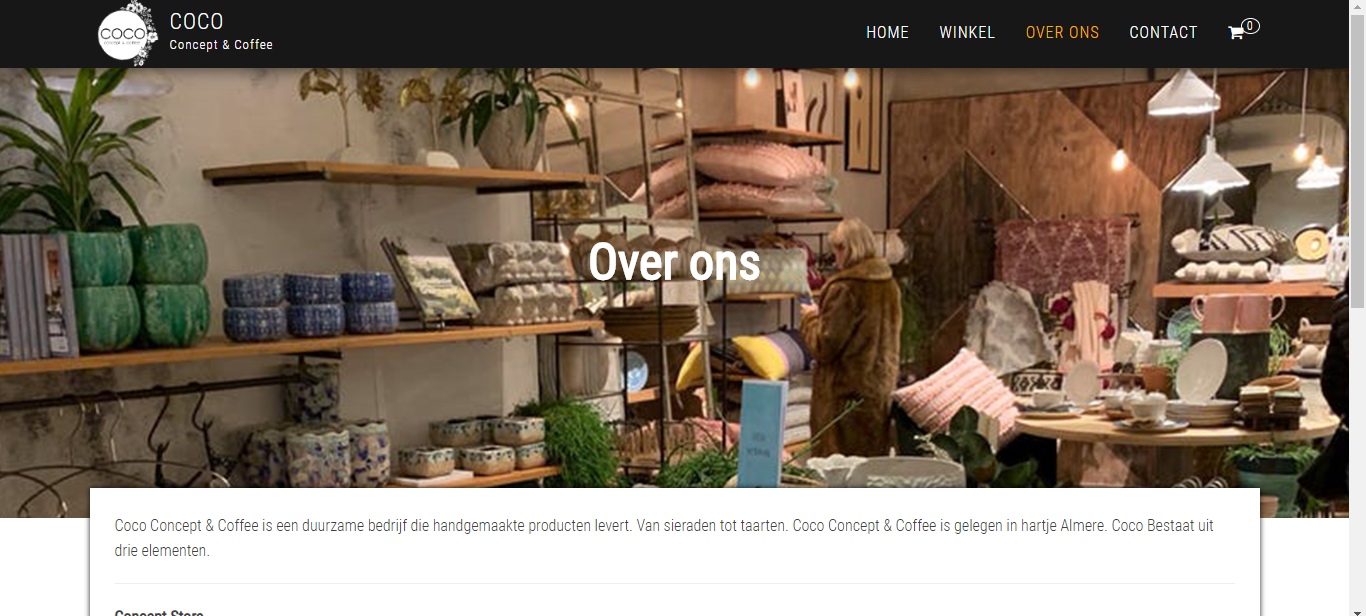 COCO
concept & coffee
COCO
Concept & Coffee
HOME
WINKEL
OVER ONS
CONTACT
0
Over ons
Coco Concept & Coffee is een duurzame bedrijf die handgemaakte producten levert. Van sieraden tot taarten. Coco Concept & Coffee is gelegen in hartje Almere. Coco Bestaat uit
drie elementen.
Concept Store